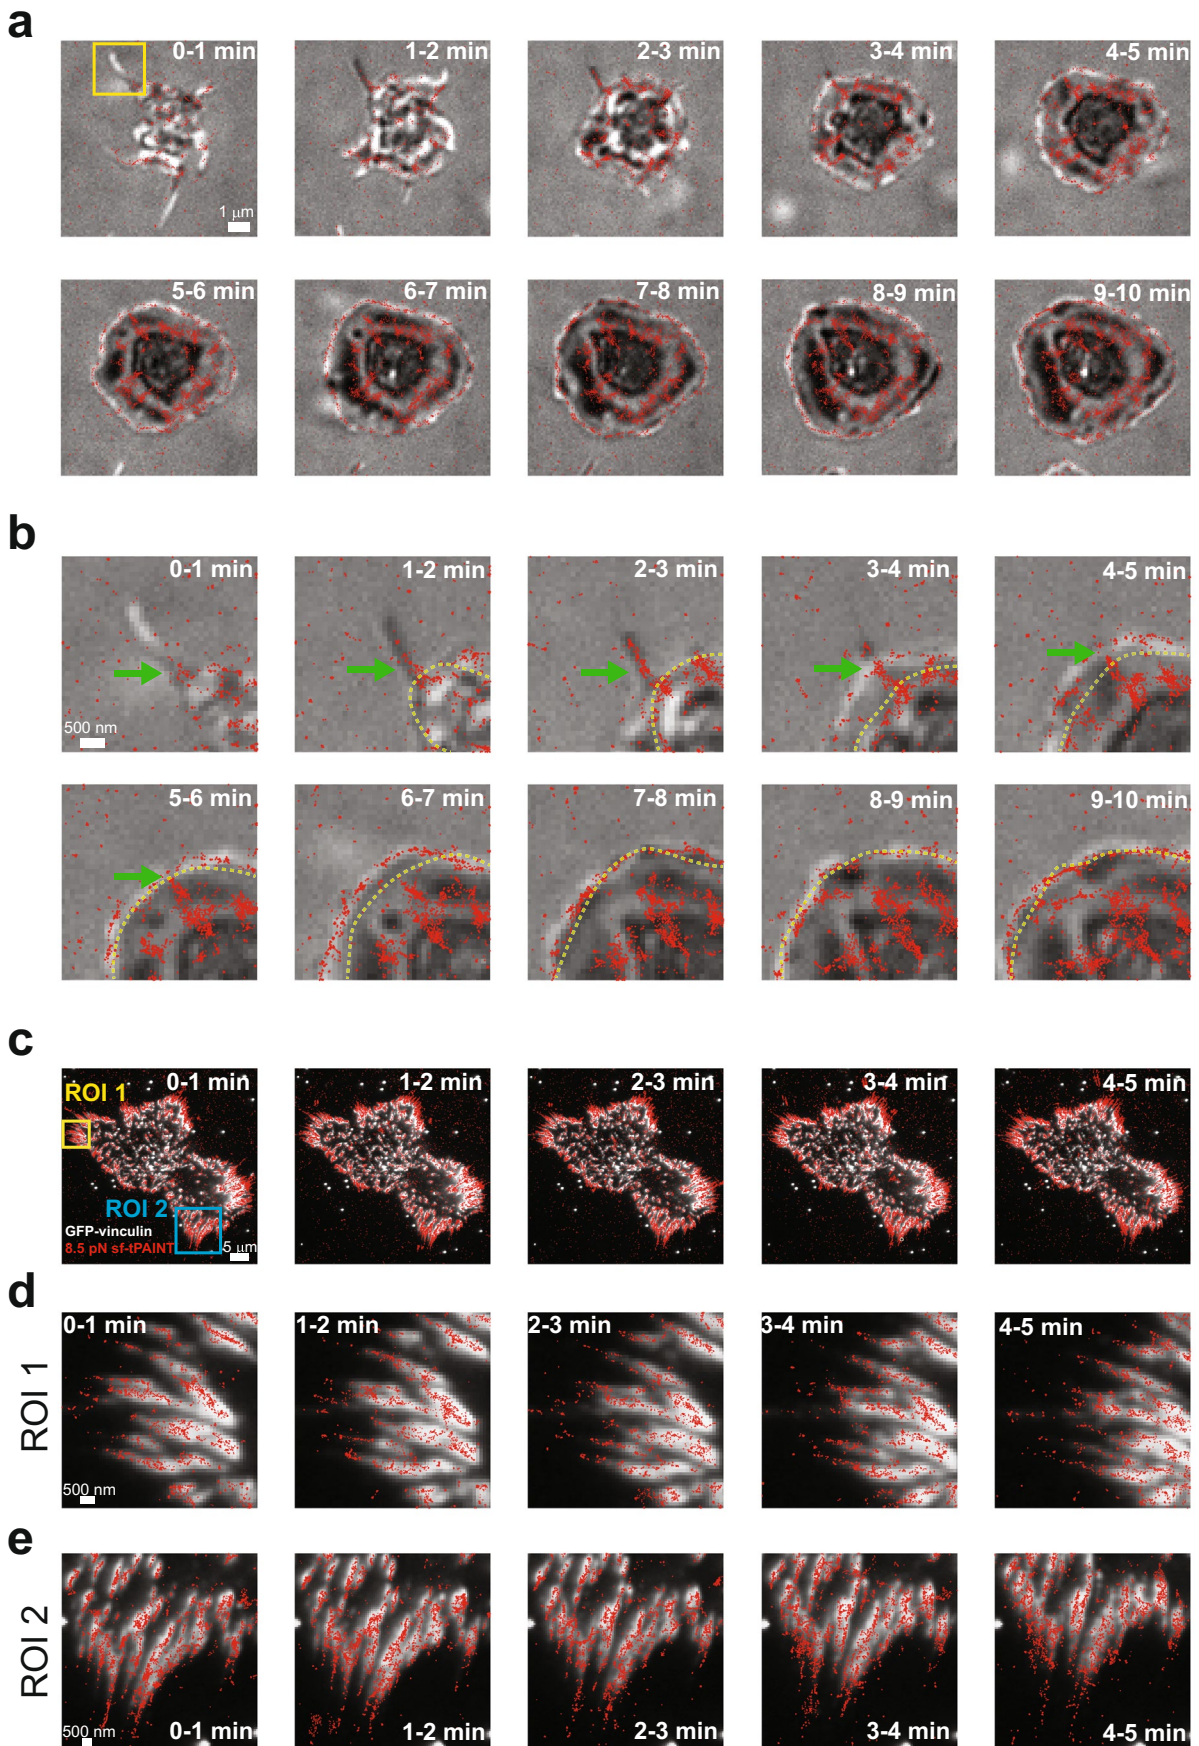 a
0-1 min
1-2 min
2-3 min
3-4 min
4-5 min
1 μm
5-6 min
6-7 min
7-8 min
8-9 min
9-10 min
b
0-1 min
1-2 min
2-3 min
3-4 min
4-5 min
500 nm
5-6 min
6-7 min
7-8 min
8-9 min
9-10 min
c
0-1 min
1-2 min
2-3 min
3-4 min
4-5 min
ROI 1
ROI 2
GFP-vinculin
8.5 pN sf-tPAINT
5 μm
d
ROI 1
0-1 min
1-2 min
2-3 min
3-4 min
4-5 min
500 nm
e
ROI 2
500 nm
0-1 min
1-2 min
2-3 min
3-4 min
4-5 min